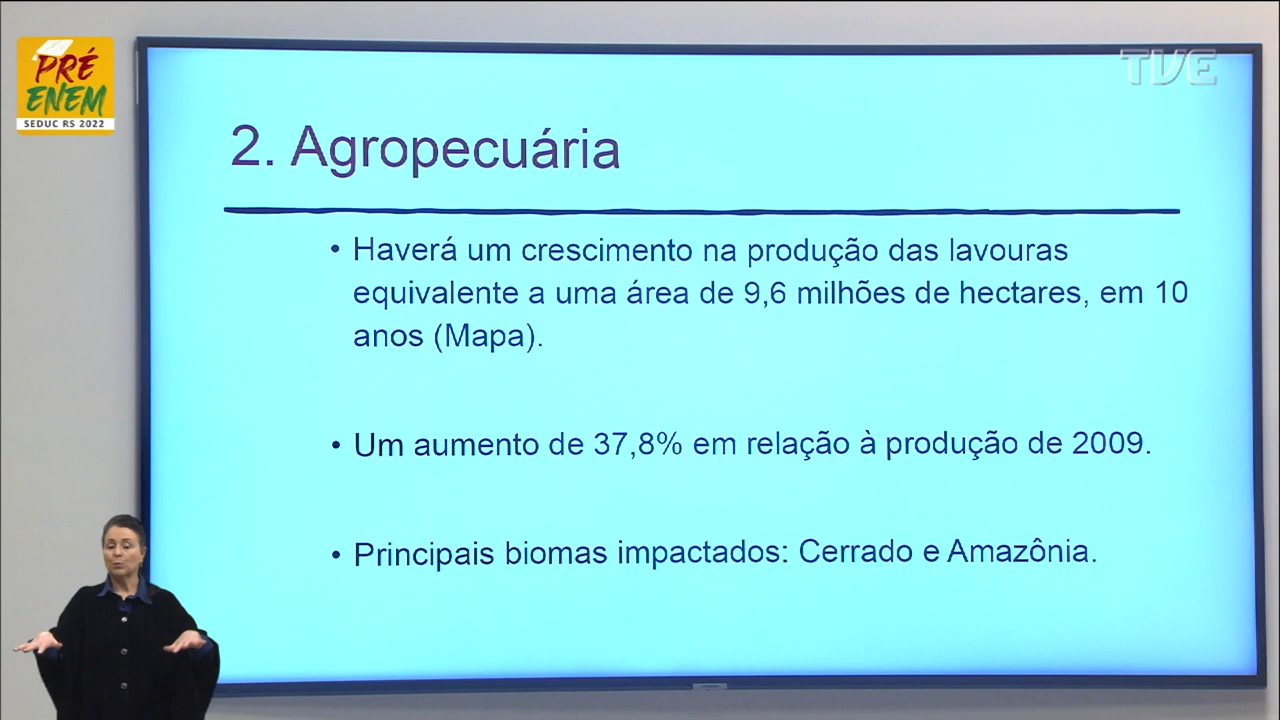 PRÉ
ENEM
SEDUC RS 2022
TVE
2. Agropecuária
• Haverá um crescimento na produção das lavouras
equivalente a uma área de 9,6 milhões de hectares, em 10
anos (Mapa).
• Um aumento de 37,8% em relação à produção de 2009.
• Principais biomas impactados: Cerrado e Amazônia.